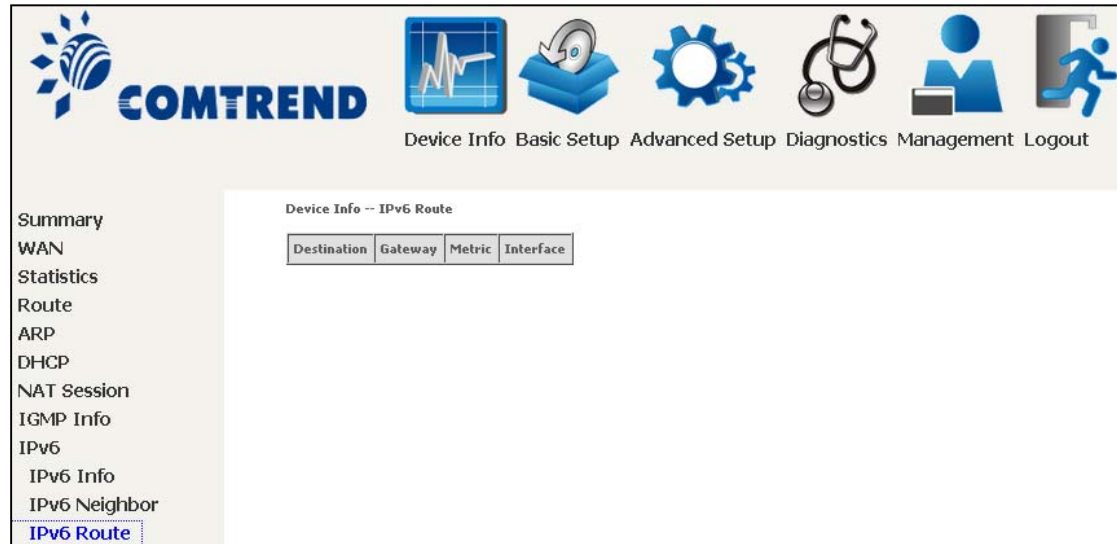 COMTREND
Device Info Basic Setup Advanced Setup Diagnostics Management Logout
Summary
WAN
Statistics
Route
ARP
DHCP
NAT Session
IGMP Info
IPv6
IPv6 Info
IPv6 Neighbor
IPv6 Route
Device Info -- IPv6 Route
Destination Gateway Metric Interface